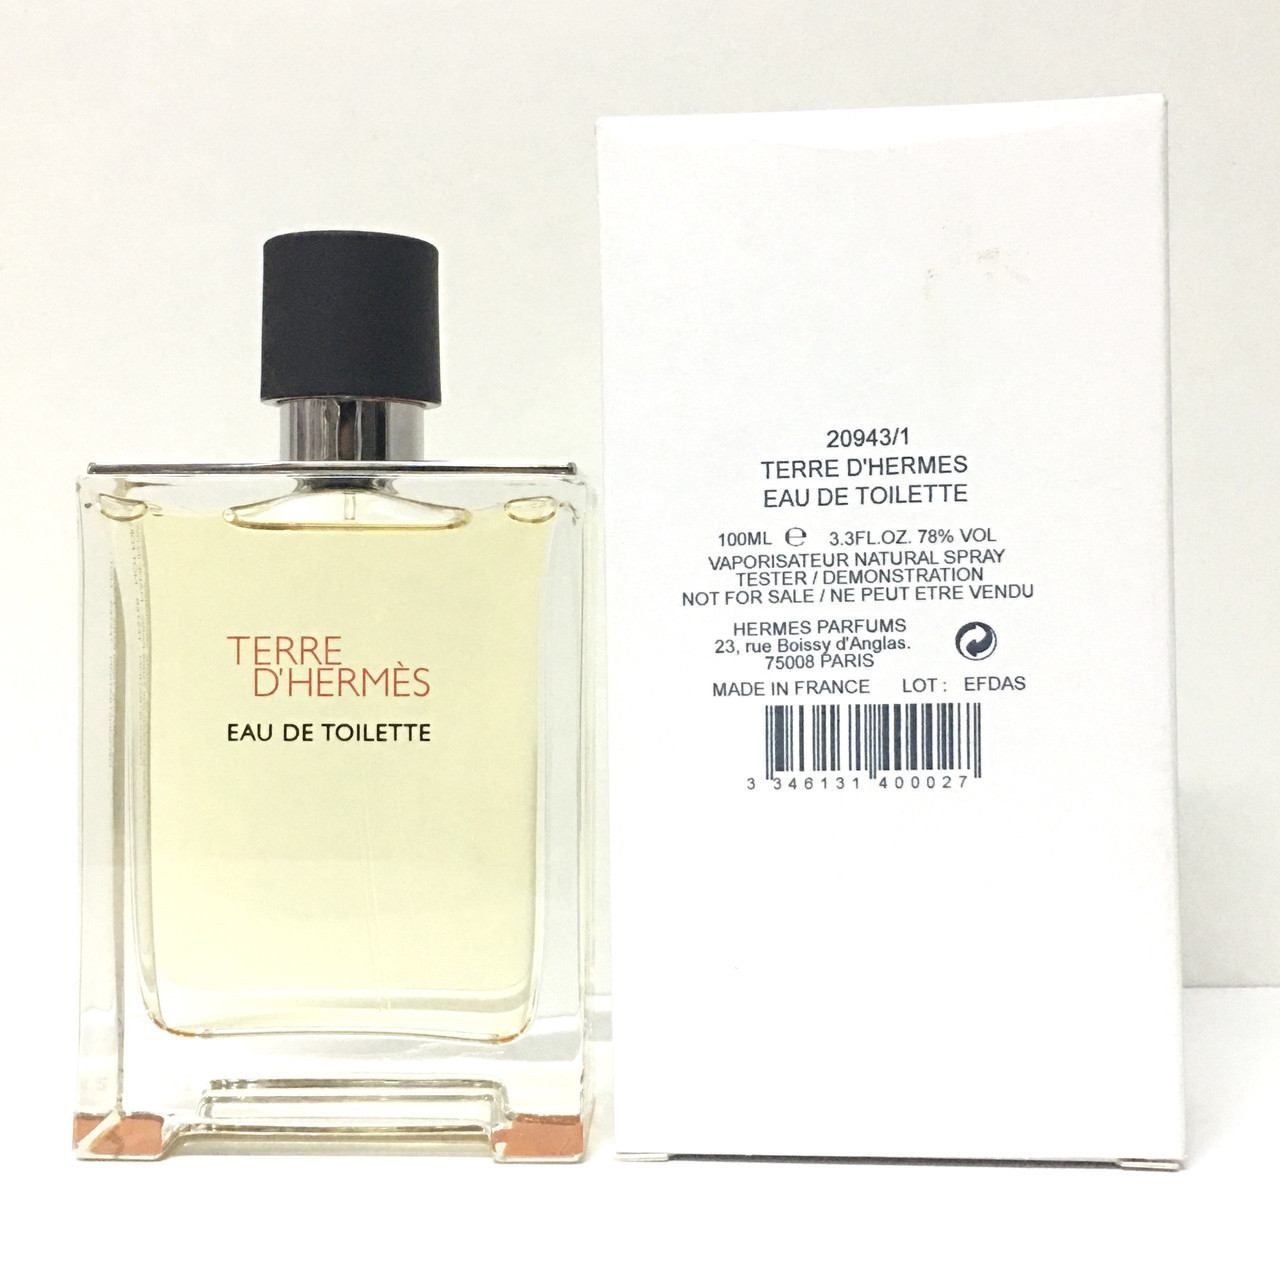 TERRE
D'HERMÈS
EAU DE TOILETTE
20943/1
TERRE D'HERMES
EAU DE TOILETTE
100ML ℮ 3.3FL.OZ. 78% VOL
VAPORISATEUR NATURAL SPRAY
TESTER / DEMONSTRATION
NOT FOR SALE / NE PEUT ETRE VENDU
HERMES PARFUMS
23, rue Boissy d'Anglas.
75008 PARIS
MADE IN FRANCE LOT : EFDAS
3 346131 400027